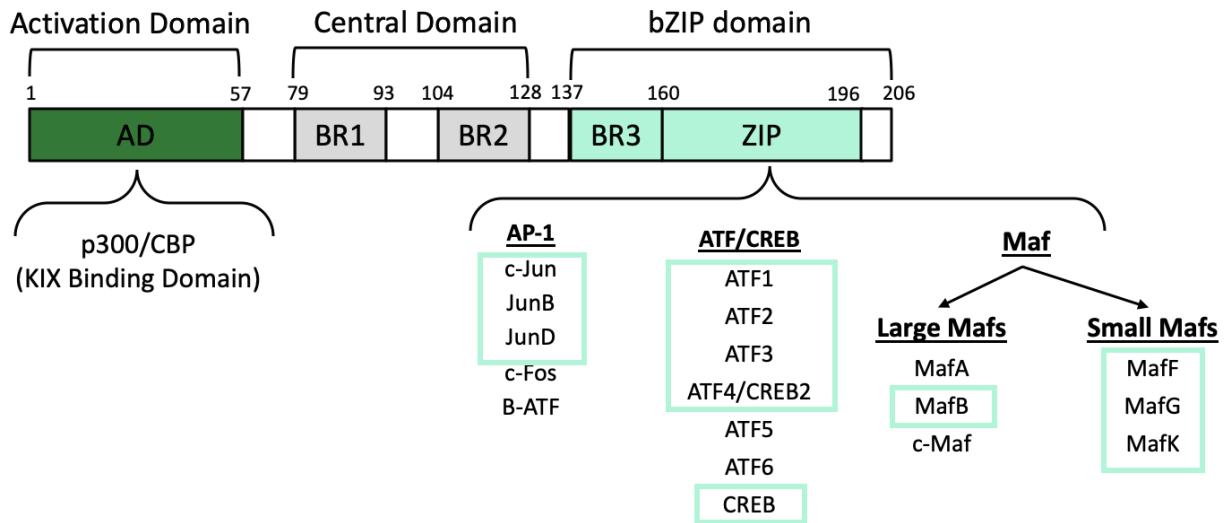 Activation Domain Central Domain bZIP domain
1 57 79 93 104 128 137 160 196 206
AD BR1 BR2 BR3 ZIP
p300/CBP
(KIX Binding Domain)
AP-1
c-Jun
JunB
JunD
c-Fos
B-ATF
ATF/CREB
ATF1
ATF2
ATF3
ATF4/CREB2
ATF5
ATF6
CREB
Maf
Large Mafs
MafA
MafB
c-Maf
Small Mafs
MafF
MafG
MafK